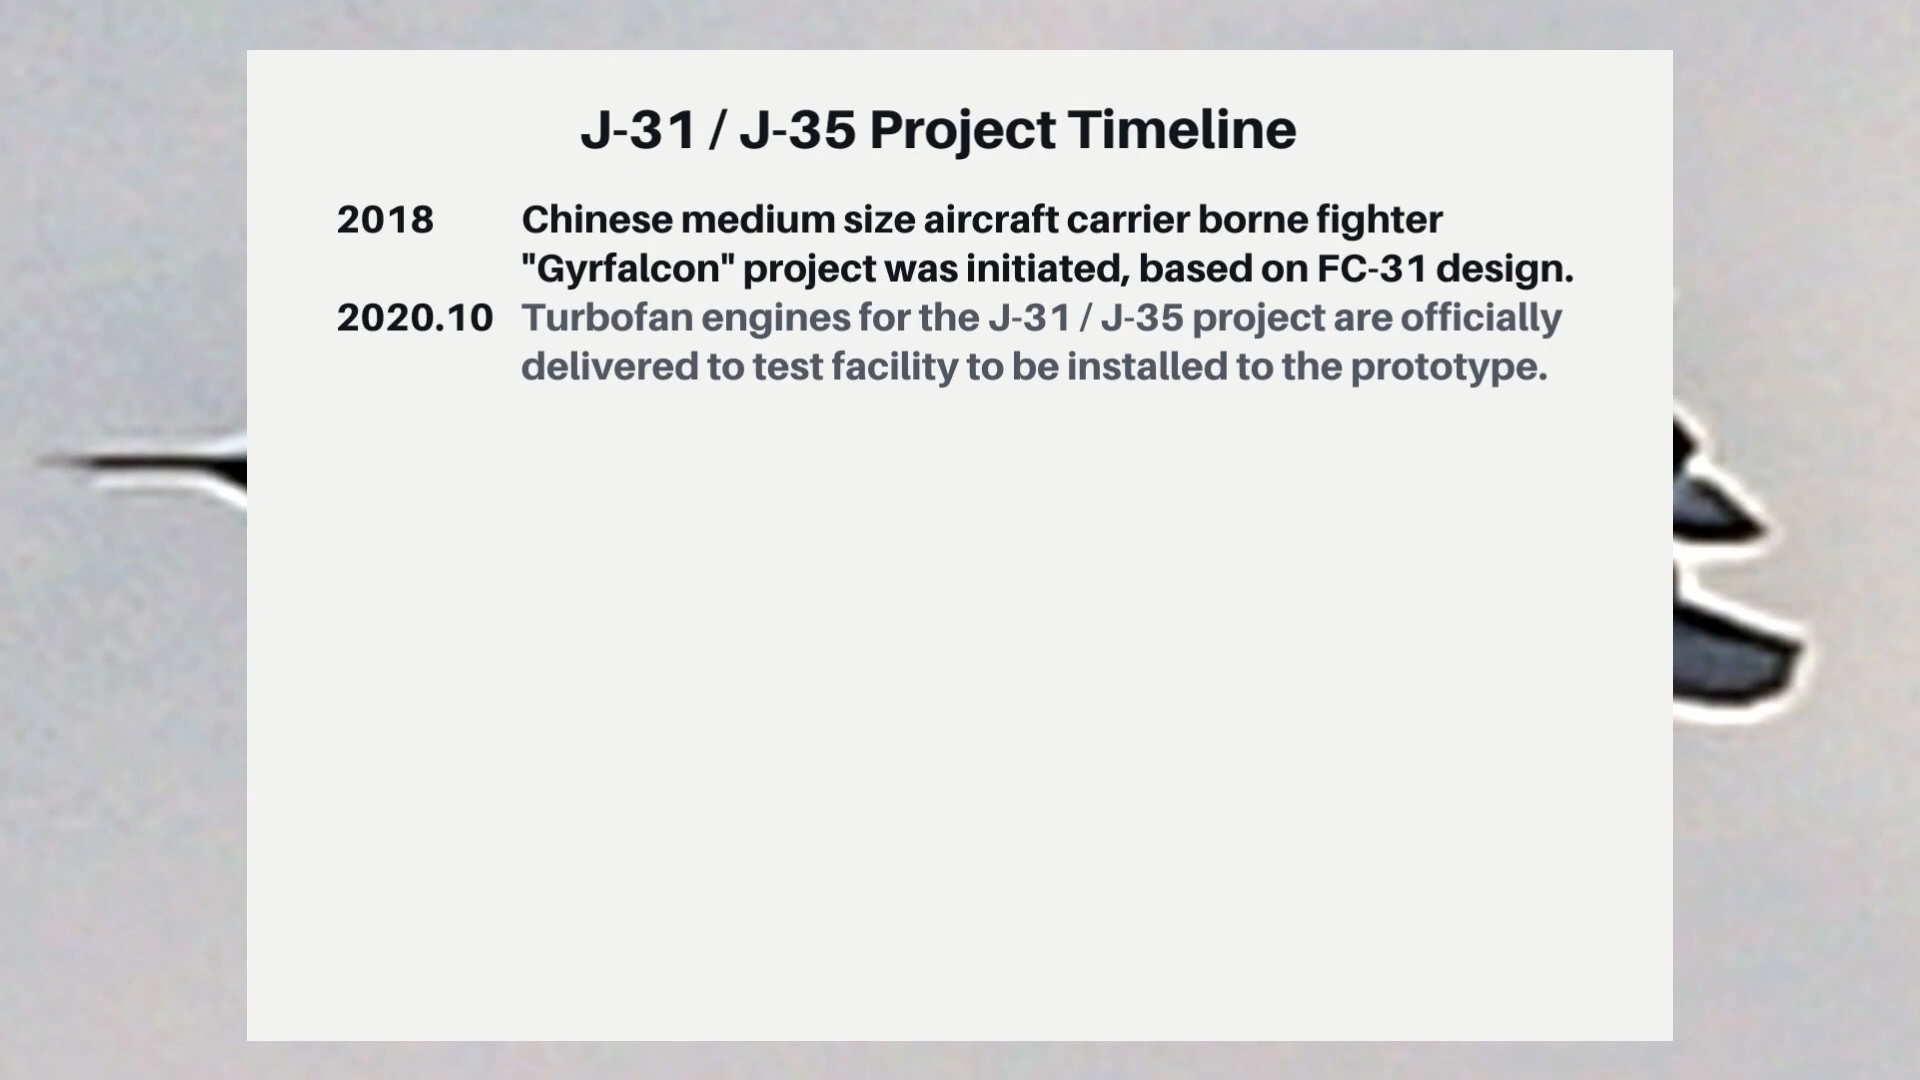 J-31 / J-35 Project Timeline
2018 Chinese medium size aircraft carrier borne fighter
"Gyrfalcon" project was initiated, based on FC-31 design.
2020.10 Turbofan engines for the J-31 / J-35 project are officially
delivered to test facility to be installed to the prototype.